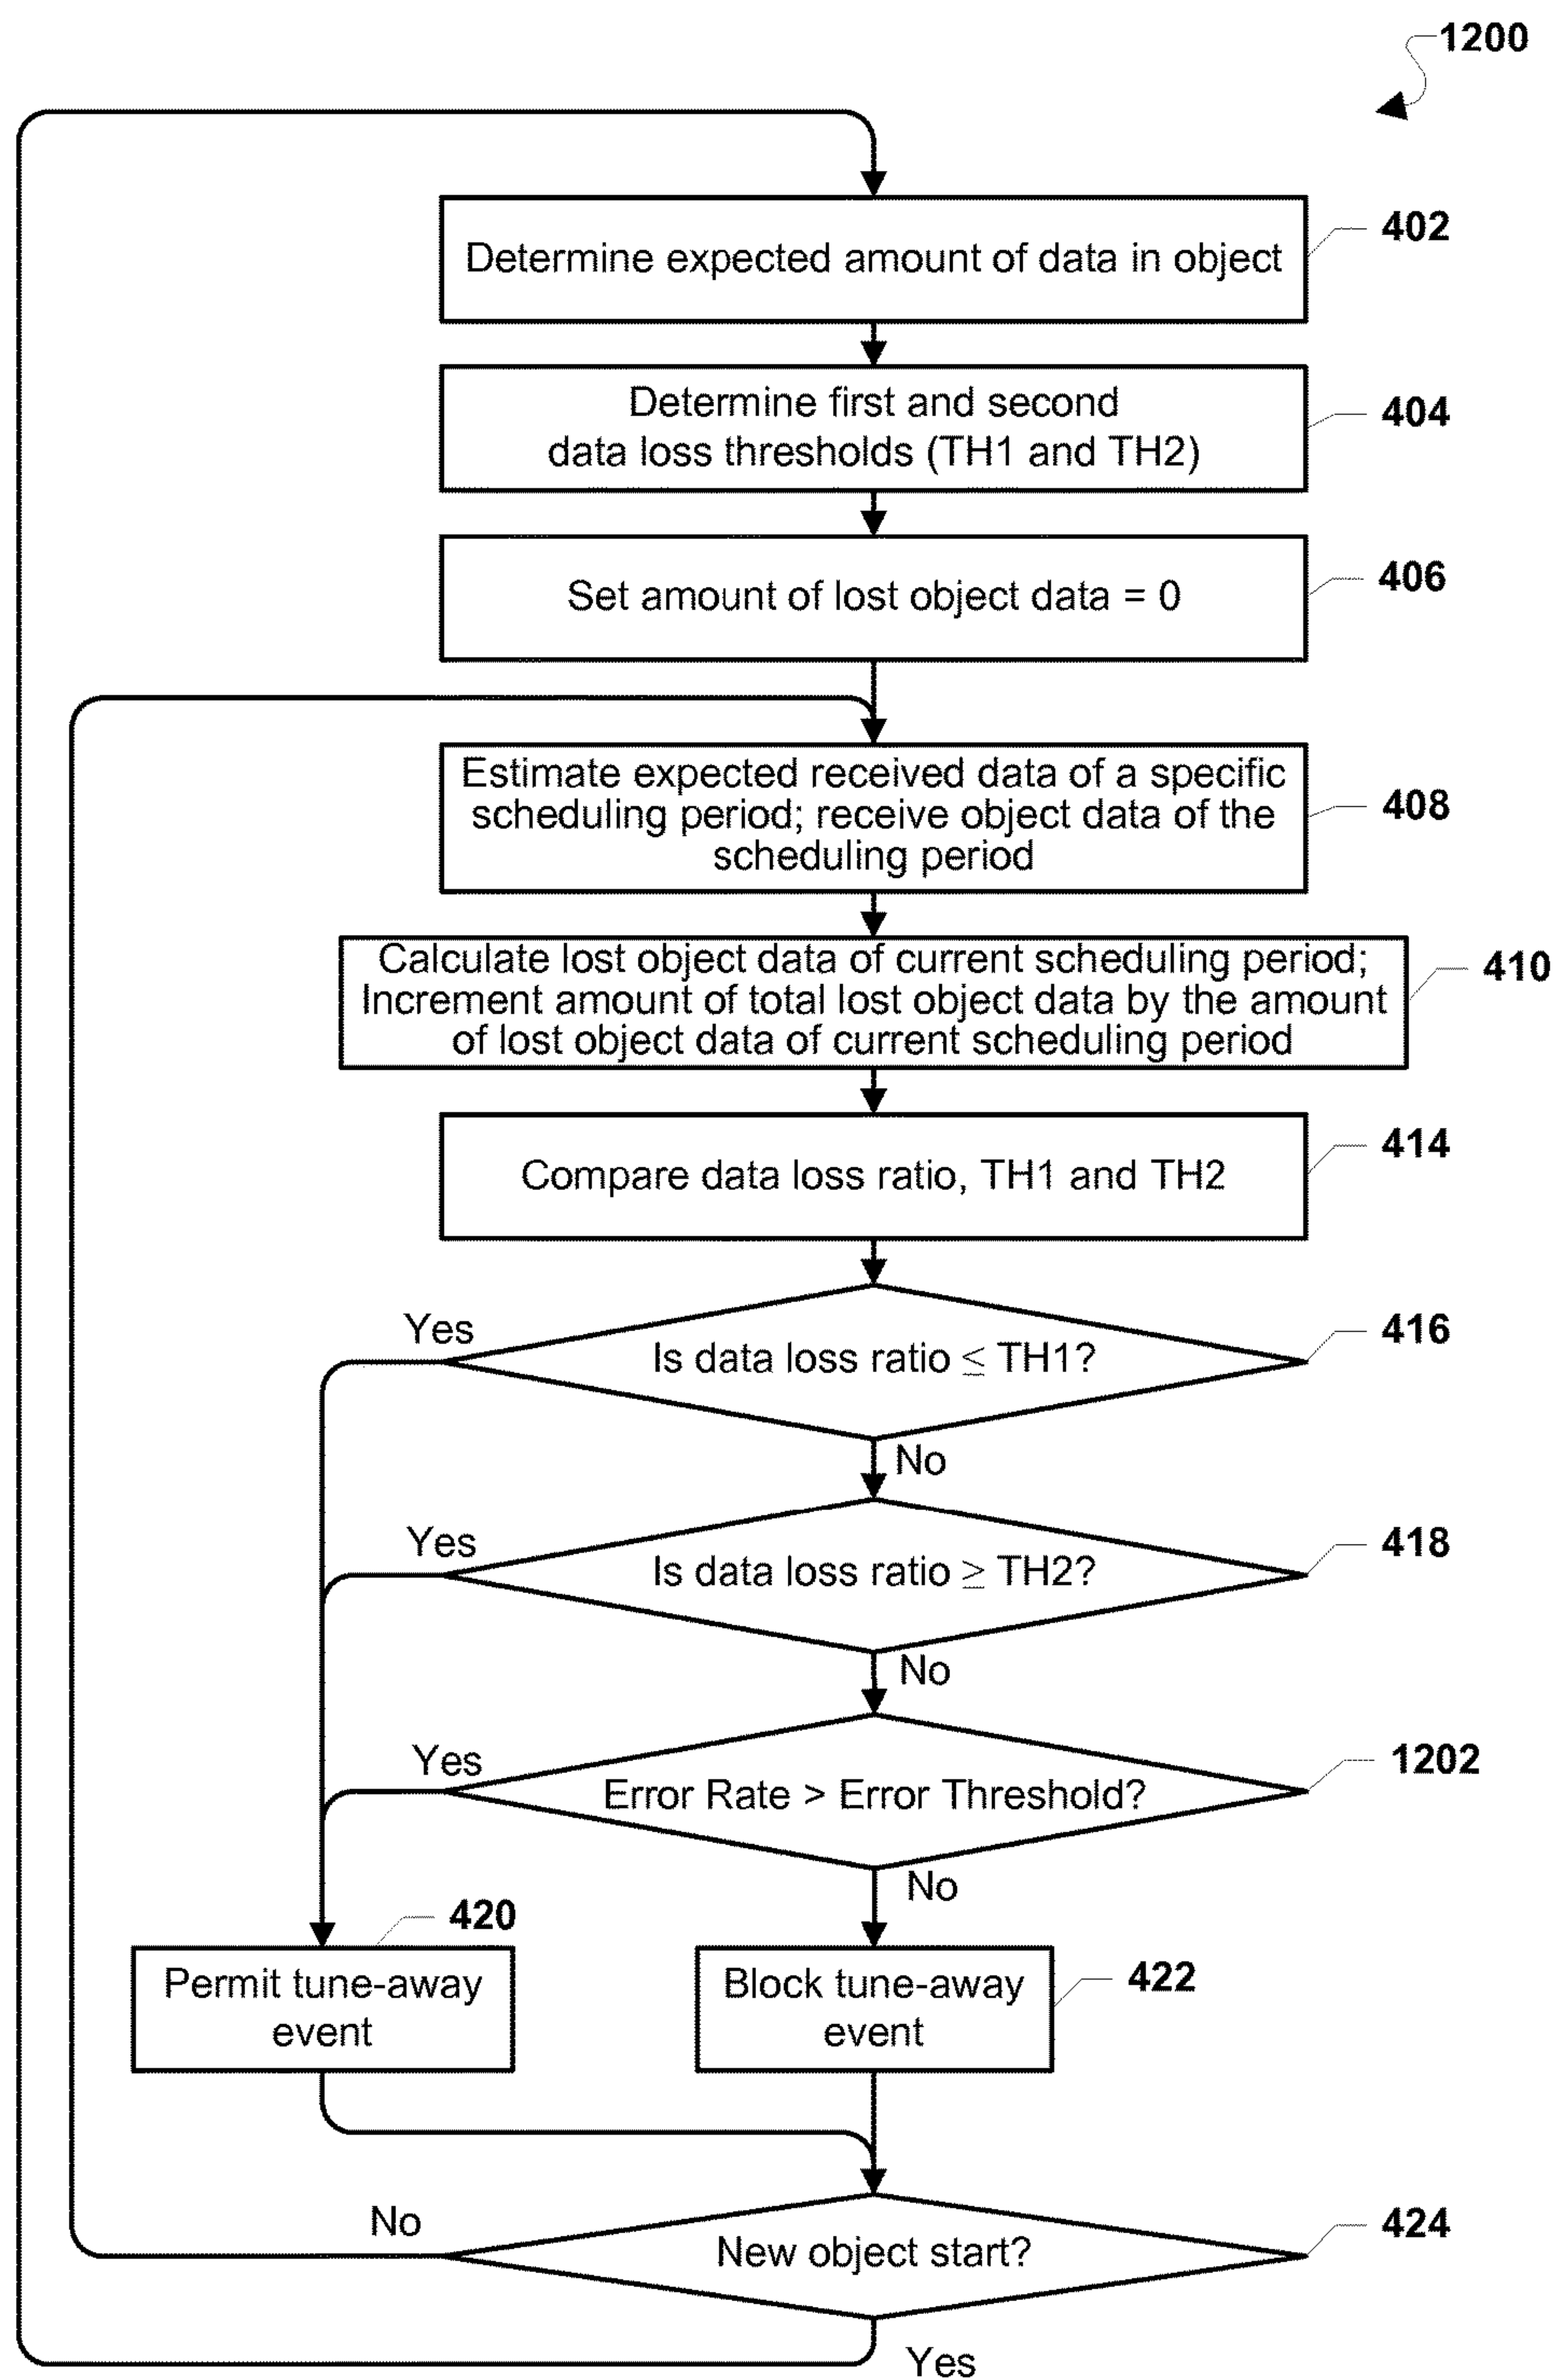 1200
Determine expected amount of data in object
402
Determine first and second
data loss thresholds (TH1 and TH2)
404
Set amount of lost object data = 0
406
Estimate expected received data of a specific
scheduling period; receive object data of the
scheduling period
408
Calculate lost object data of current scheduling period;
Increment amount of total lost object data by the amount
of lost object data of current scheduling period
410
Compare data loss ratio, TH1 and TH2
414
Yes
Is data loss ratio ≤ TH1?
416
No
Yes
Is data loss ratio ≥ TH2?
418
No
Yes
Error Rate > Error Threshold?
1202
No
420
Permit tune-away
event
Block tune-away
event
422
No
New object start?
424
Yes